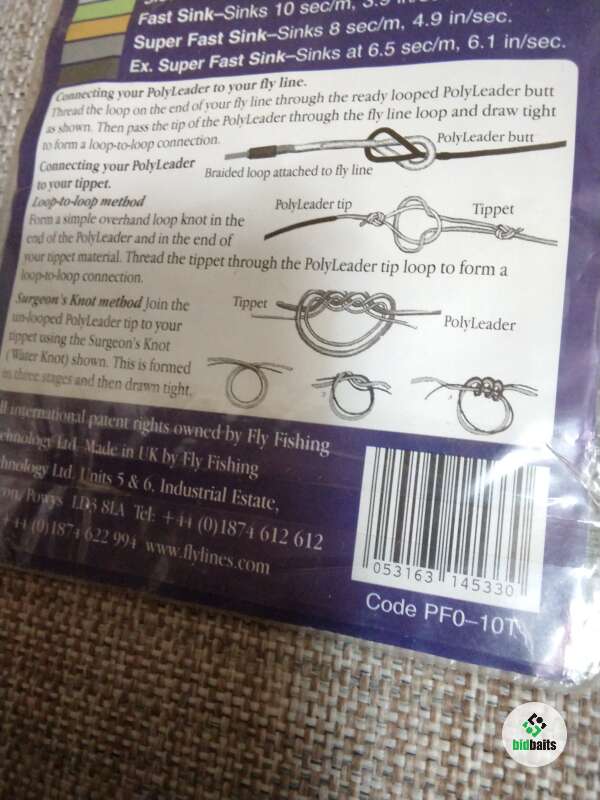 Fast Sink–Sinks 10 sec/m, 3.9
Super Fast Sink–Sinks 8 sec/m, 4.9 in/sec.
Ex. Super Fast Sink–Sinks at 6.5 sec/m, 6.1 in/sec.
Connecting your PolyLeader to your fly line.
Thread the loop on the end of your fly line through the ready looped PolyLeader butt
as shown. Then pass the tip of the PolyLeader through the fly line loop and draw tight
to form a loop-to-loop connection.
PolyLeader butt
Braided loop attached to fly line
Connecting your PolyLeader
to your tippet.
Loop-to-loop method
Form a simple overhand loop knot in the
end of the PolyLeader and in the end of
your tippet material. Thread the tippet through the PolyLeader tip loop to form a
loop-to-loop connection.
PolyLeader tip
Tippet
Surgeon's Knot method Join the
un-looped PolyLeader tip to your
tippet using the Surgeon's Knot
(Water Knot) shown. This is formed
in three stages and then drawn tight.
Tippet
PolyLeader
international patent rights owned by Fly Fishing
Technology Ltd. Made in UK by Fly Fishing
Technology Ltd. Units 5 & 6, Industrial Estate,
Powys LD3 8LA Tel: +44 (0)1874 612 612
+44 (0)1874 622 994 www.flylines.com
053163 145330
Code PF0–10T
bidbaits